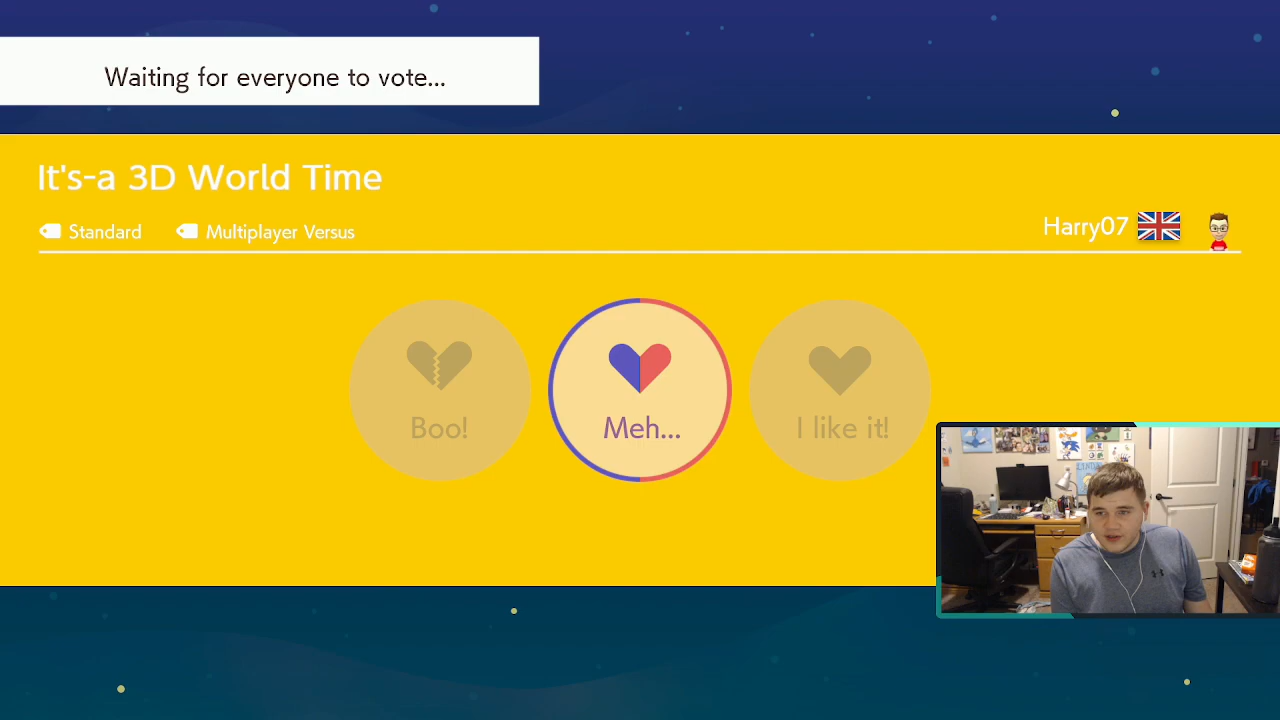 Waiting for everyone to vote...
It's-a 3D World Time
Standard Multiplayer Versus
Harry07
Boo!
Meh...
I like it!